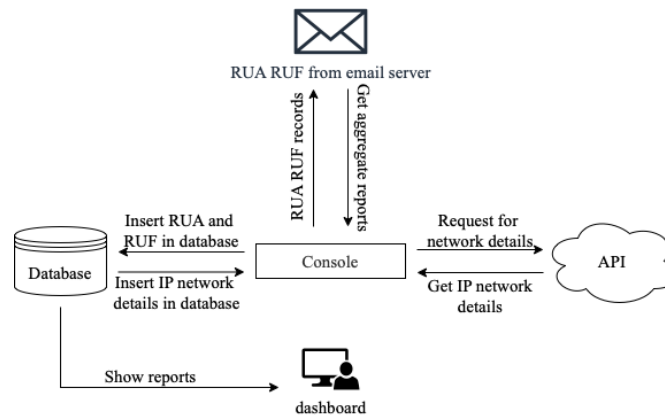 RUA RUF from email server
RUA RUF records
Get aggregate reports
Insert RUA and
RUF in database
Request for
network details
Database
Console
API
Insert IP network
details in database
Get IP network
details
Show reports
dashboard